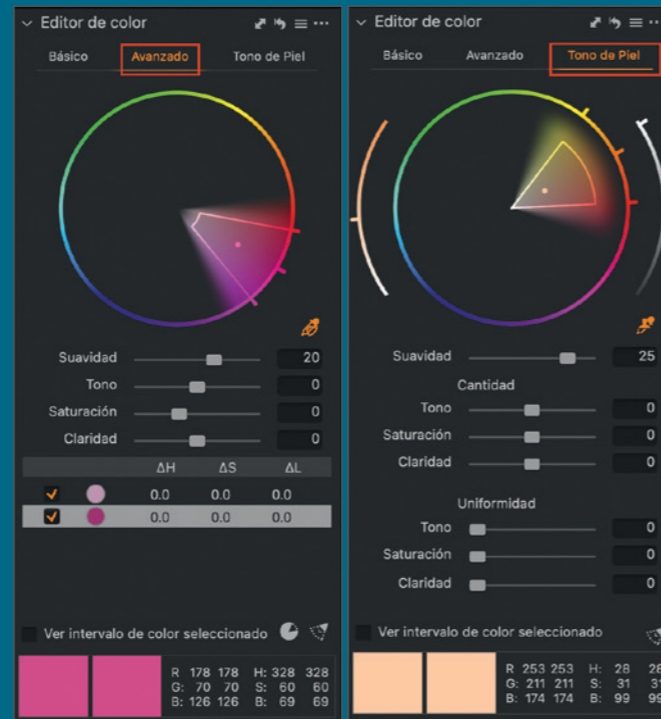 Editor de color
Básico Avanzado Tono de Piel
Suavidad 20
Tono 0
Saturación 0
Claridad 0
ΔH ΔS ΔL
0.0 0.0 0.0
0.0 0.0 0.0
Ver intervalo de color seleccionado
R 178 178 H: 328 328
G: 70 70 S: 60 60
B: 126 126 B: 69 69
Editor de color
Básico Avanzado Tono de Piel
Suavidad 25
Cantidad
Tono 0
Saturación 0
Claridad 0
Uniformidad
Tono 0
Saturación 0
Claridad 0
Ver intervalo de color seleccionado
R 253 253 H: 28 28
G: 211 211 S: 31 31
B: 174 174 B: 99 99